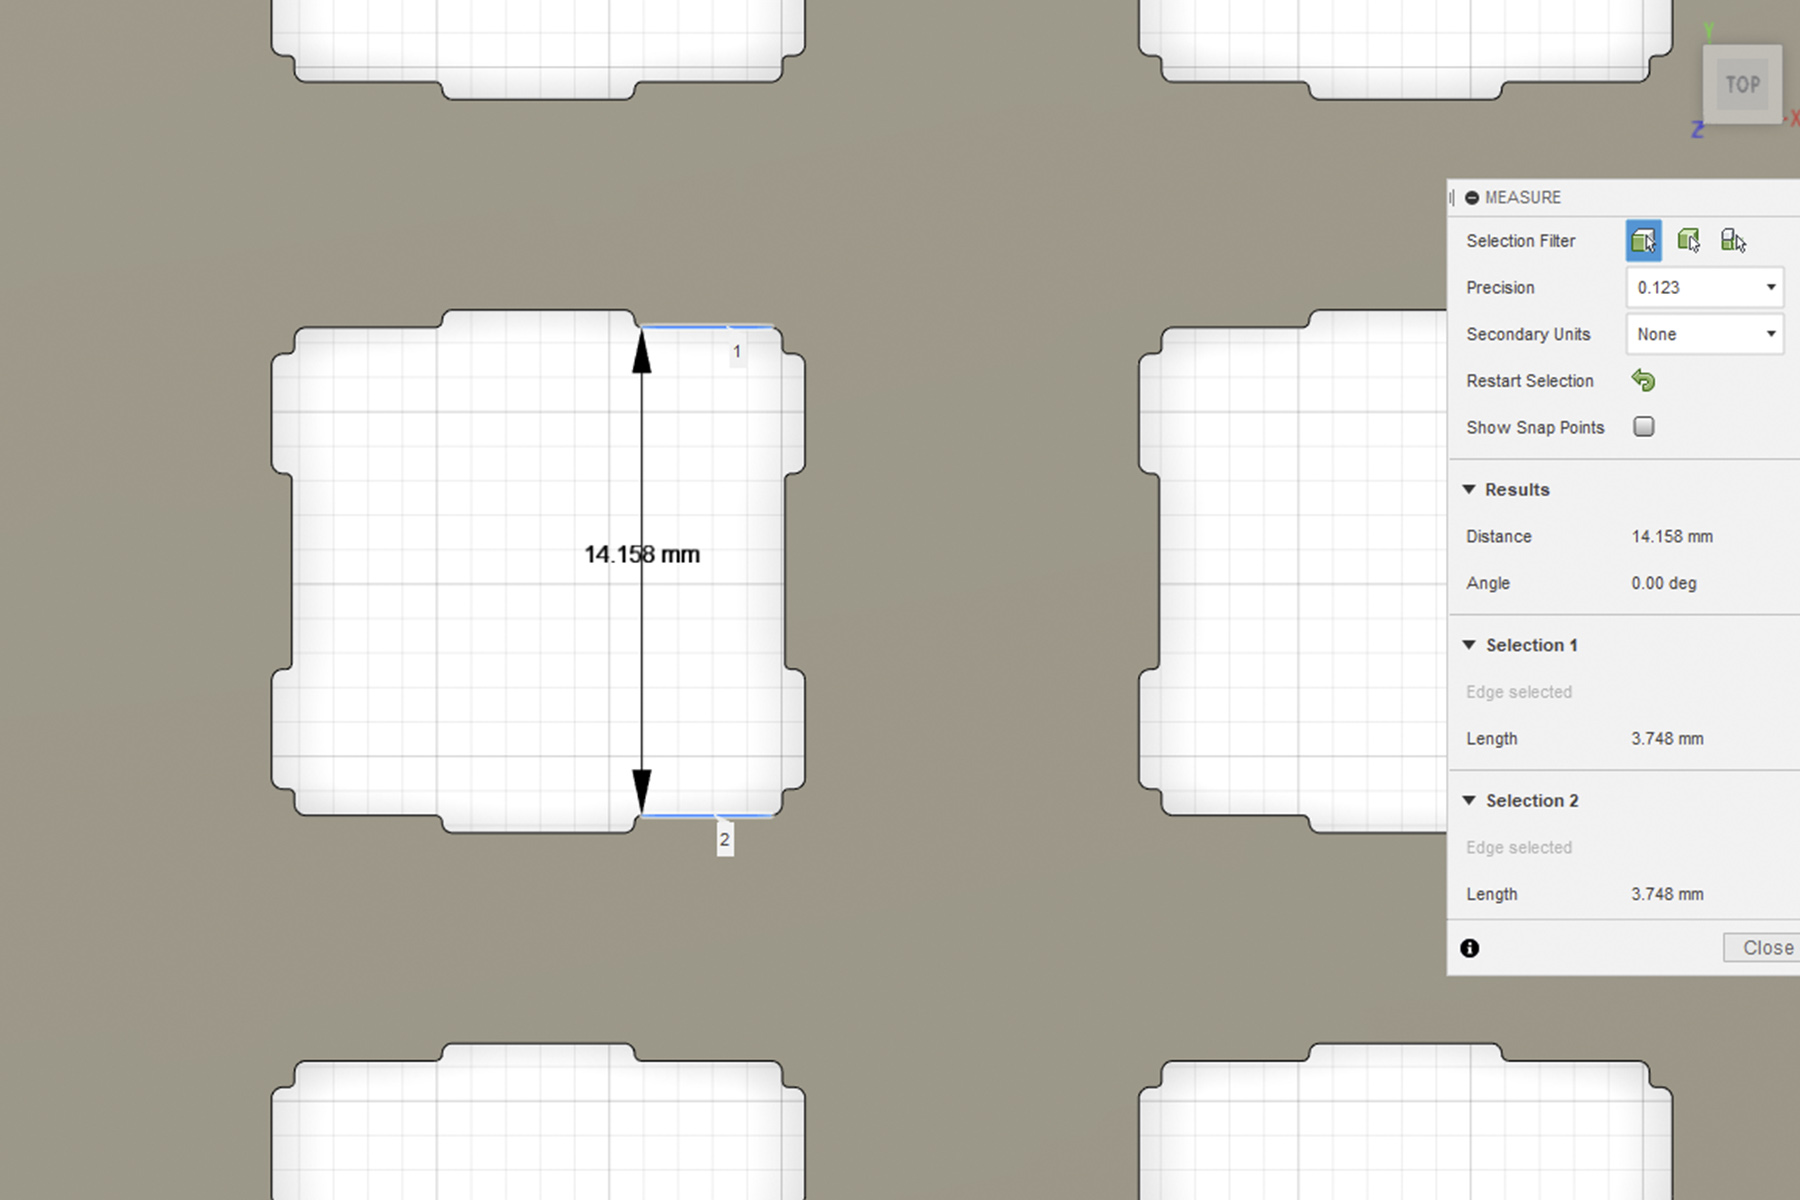 Y
TOP
Z
X
MEASURE
Selection Filter
Precision 0.123
Secondary Units None
Restart Selection
Show Snap Points
Results
Distance 14.158 mm
Angle 0.00 deg
Selection 1
Edge selected
Length 3.748 mm
Selection 2
Edge selected
Length 3.748 mm
Close
1
14.158 mm
2